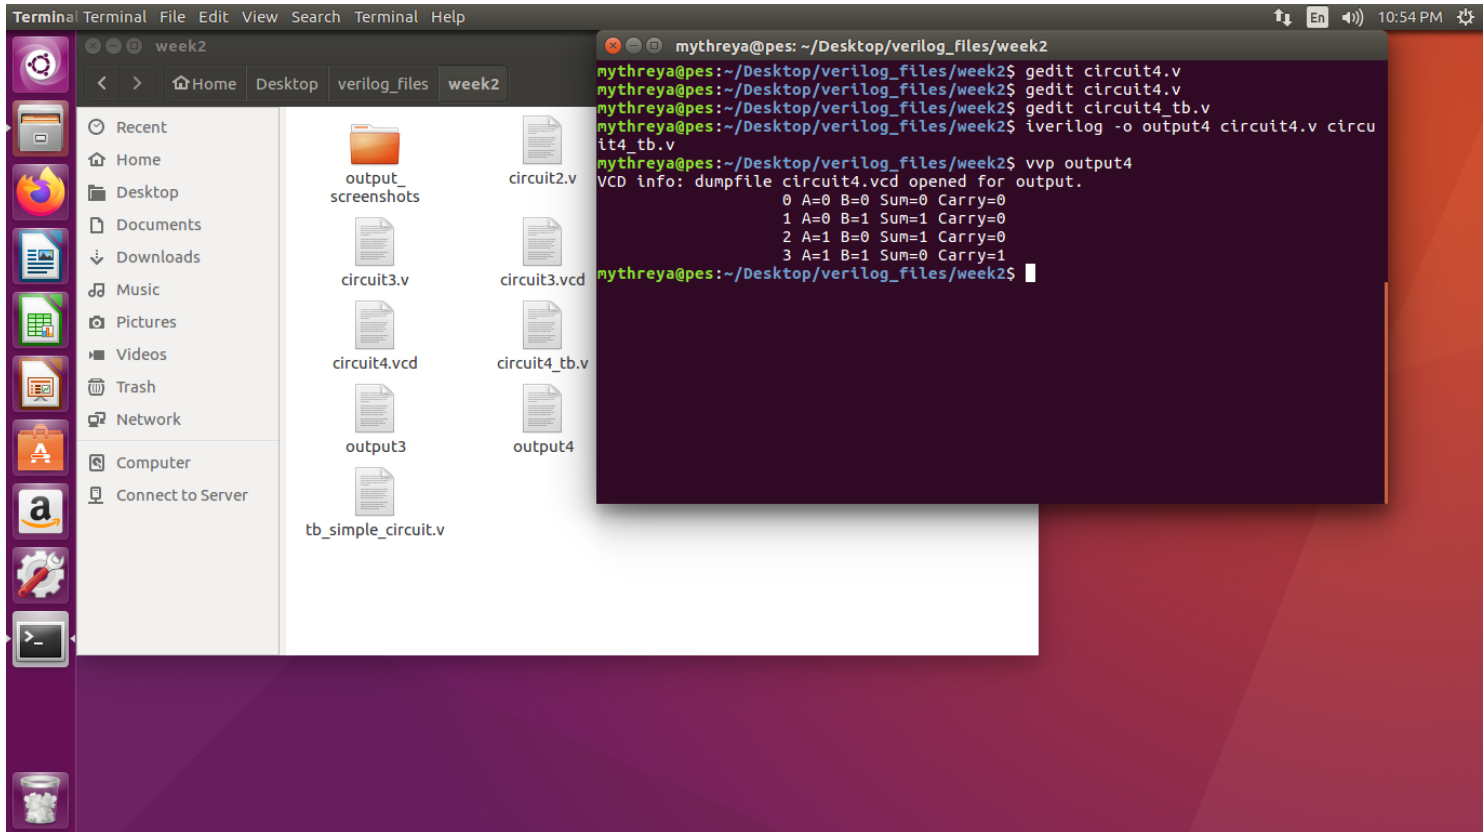 Terminal Terminal File Edit View Search Terminal Help
En 10:54 PM
week2
Home Desktop verilog_files week2
Recent
Home
Desktop
Documents
Downloads
Music
Pictures
Videos
Trash
Network
Computer
Connect to Server
output_
screenshots
circuit2.v
circuit3.v
circuit3.vcd
circuit4.vcd
circuit4_tb.v
output3
output4
tb_simple_circuit.v
mythreya@pes: ~/Desktop/verilog_files/week2
mythreya@pes:~/Desktop/verilog_files/week2$ gedit circuit4.v
mythreya@pes:~/Desktop/verilog_files/week2$ gedit circuit4.v
mythreya@pes:~/Desktop/verilog_files/week2$ gedit circuit4_tb.v
mythreya@pes:~/Desktop/verilog_files/week2$ iverilog -o output4 circuit4.v circu
it4_tb.v
mythreya@pes:~/Desktop/verilog_files/week2$ vvp output4
VCD info: dumpfile circuit4.vcd opened for output.
0 A=0 B=0 Sum=0 Carry=0
1 A=0 B=1 Sum=1 Carry=0
2 A=1 B=0 Sum=1 Carry=0
3 A=1 B=1 Sum=0 Carry=1
mythreya@pes:~/Desktop/verilog_files/week2$